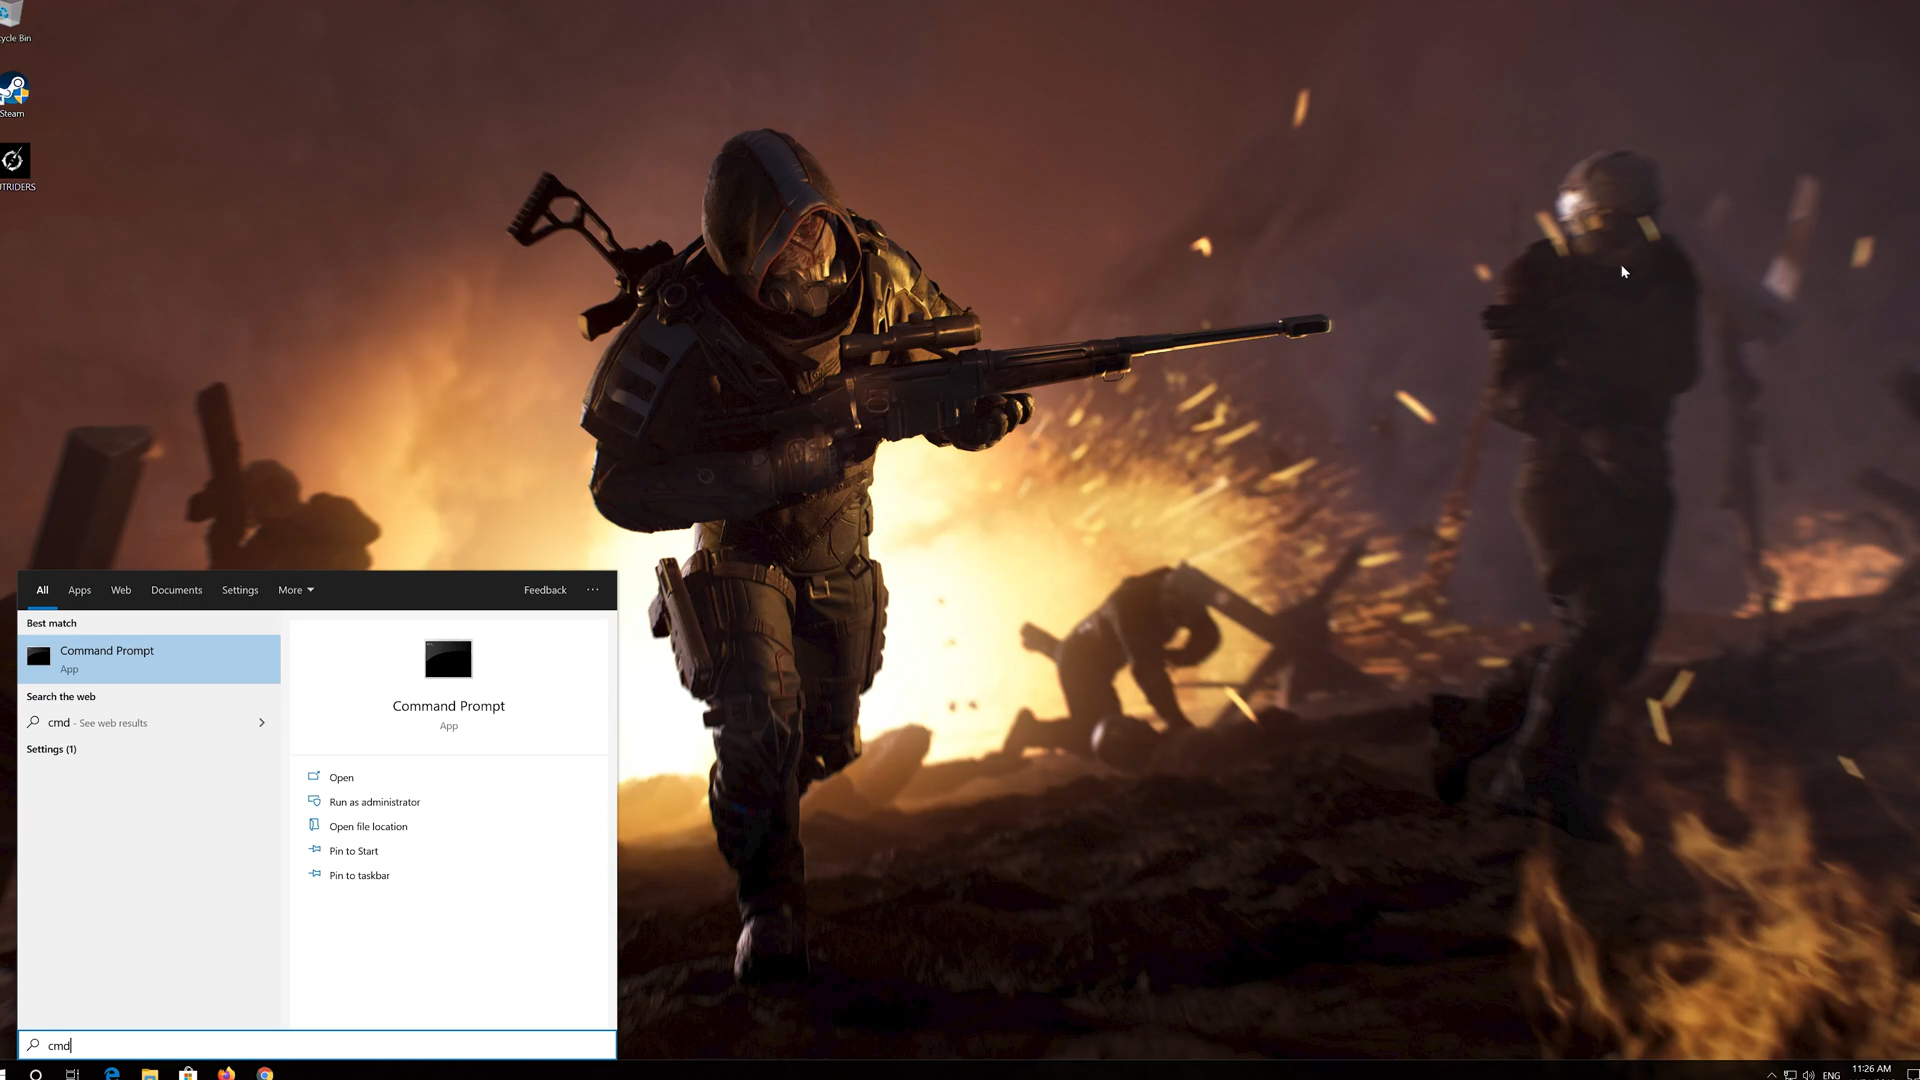 ycle Bin
Steam
UTRIDERS
All Apps Web Documents Settings More Feedback ...
Best match
Command Prompt
App
Search the web
cmd - See web results
Settings (1)
Command Prompt
App
Open
Run as administrator
Open file location
Pin to Start
Pin to taskbar
cmd
ENG
11:26 AM